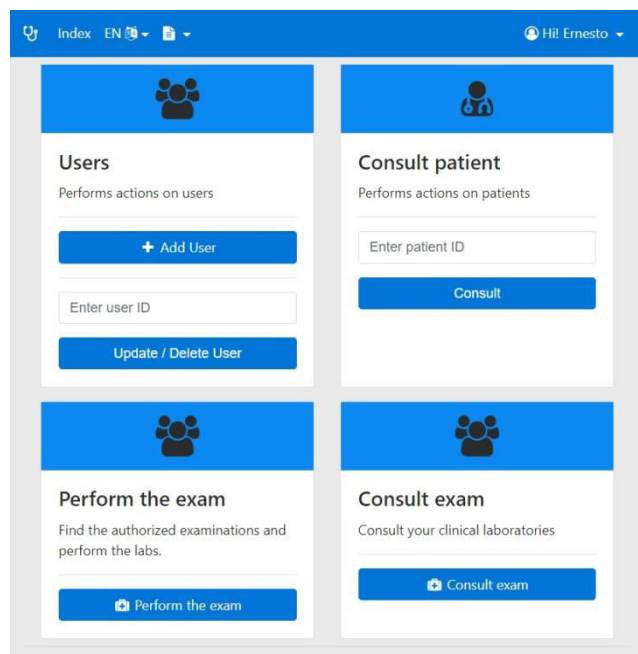 Index EN
Hi! Ernesto
Users
Performs actions on users
Add User
Enter user ID
Update / Delete User
Consult patient
Performs actions on patients
Enter patient ID
Consult
Perform the exam
Find the authorized examinations and
perform the labs.
Perform the exam
Consult exam
Consult your clinical laboratories
Consult exam